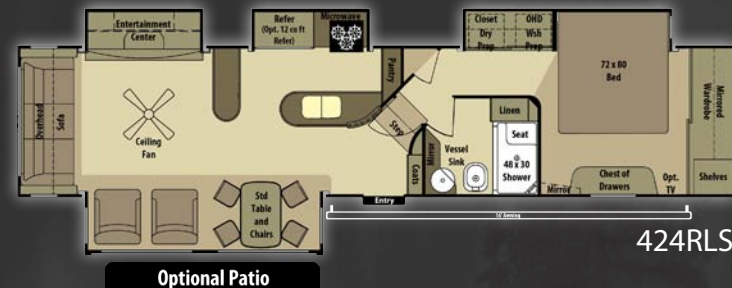 Entertainment
Center
Refer
(Opt. 12 cu ft
Refer)
Microwave
Closet
OHD
Dry
Prep
Wsh
Prep
72 x 80
Bed
Mirrored
Wardrobe
Overhead
Sofa
Ceiling
Fan
Pantry
Step
Linen
Seat
48 x 30
Shower
Vessel
Sink
Mirror
Coats
Mirror
Chest of
Drawers
Opt.
TV
Shelves
Std
Table
and
Chairs
Entry
16' Awning
424RLS
Optional Patio